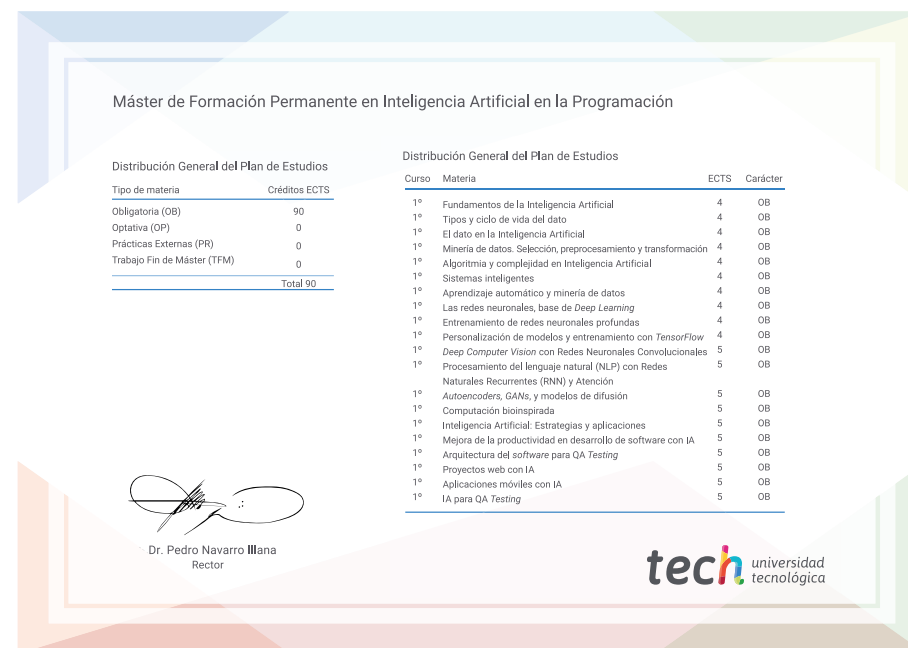 Máster de Formación Permanente en Inteligencia Artificial en la Programación
Distribución General del Plan de Estudios
Tipo de materia Créditos ECTS
Obligatoria (OB) 90
Optativa (OP) 0
Prácticas Externas (PR) 0
Trabajo Fin de Máster (TFM) 0
Total 90
Distribución General del Plan de Estudios
Curso Materia ECTS Carácter
1º Fundamentos de la Inteligencia Artificial 4 OB
1º Tipos y ciclo de vida del dato 4 OB
1º El dato en la Inteligencia Artificial 4 OB
1º Minería de datos. Selección, preprocesamiento y transformación 4 OB
1º Algoritmia y complejidad en Inteligencia Artificial 4 OB
1º Sistemas inteligentes 4 OB
1º Aprendizaje automático y minería de datos 4 OB
1º Las redes neuronales, base de Deep Learning 4 OB
1º Entrenamiento de redes neuronales profundas 4 OB
1º Personalización de modelos y entrenamiento con TensorFlow 4 OB
1º Deep Computer Vision con Redes Neuronales Convolucionales 5 OB
1º Procesamiento del lenguaje natural (NLP) con Redes 5 OB
Naturales Recurrentes (RNN) y Atención
1º Autoencoders, GANs, y modelos de difusión 5 OB
1º Computación bioinspirada 5 OB
1º Inteligencia Artificial: Estrategias y aplicaciones 5 OB
1º Mejora de la productividad en desarrollo de software con IA 5 OB
1º Arquitectura del software para QA Testing 5 OB
1º Proyectos web con IA 5 OB
1º Aplicaciones móviles con IA 5 OB
1º IA para QA Testing 5 OB
Dr. Pedro Navarro Illana
Rector
tech universidad
tecnológica